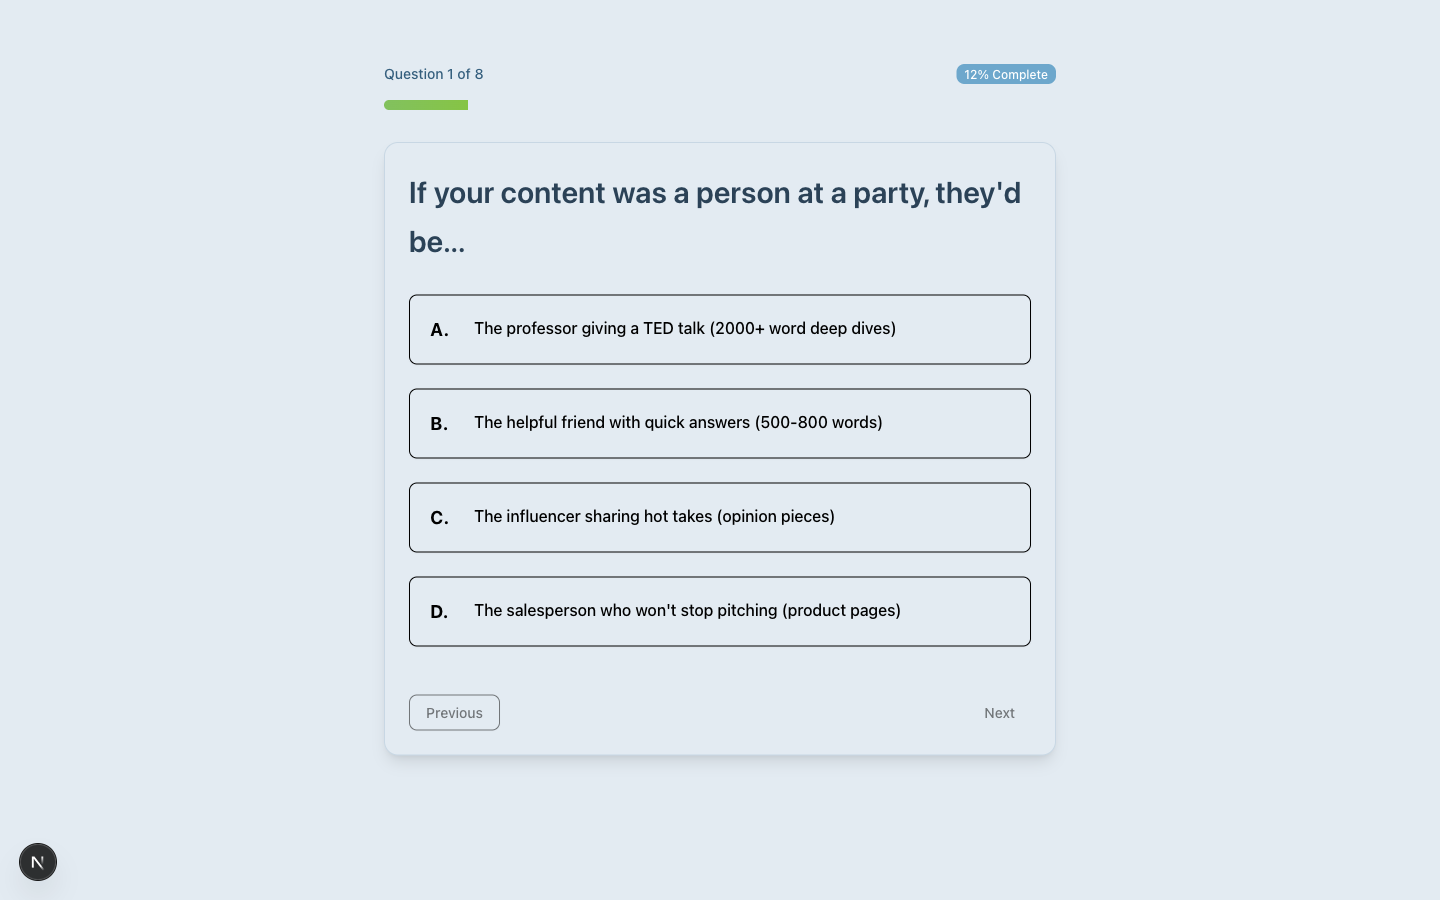 Question 1 of 8
12% Complete
If your content was a person at a party, they'd
be...
A. The professor giving a TED talk (2000+ word deep dives)
B. The helpful friend with quick answers (500-800 words)
C. The influencer sharing hot takes (opinion pieces)
D. The salesperson who won't stop pitching (product pages)
Previous
Next
N